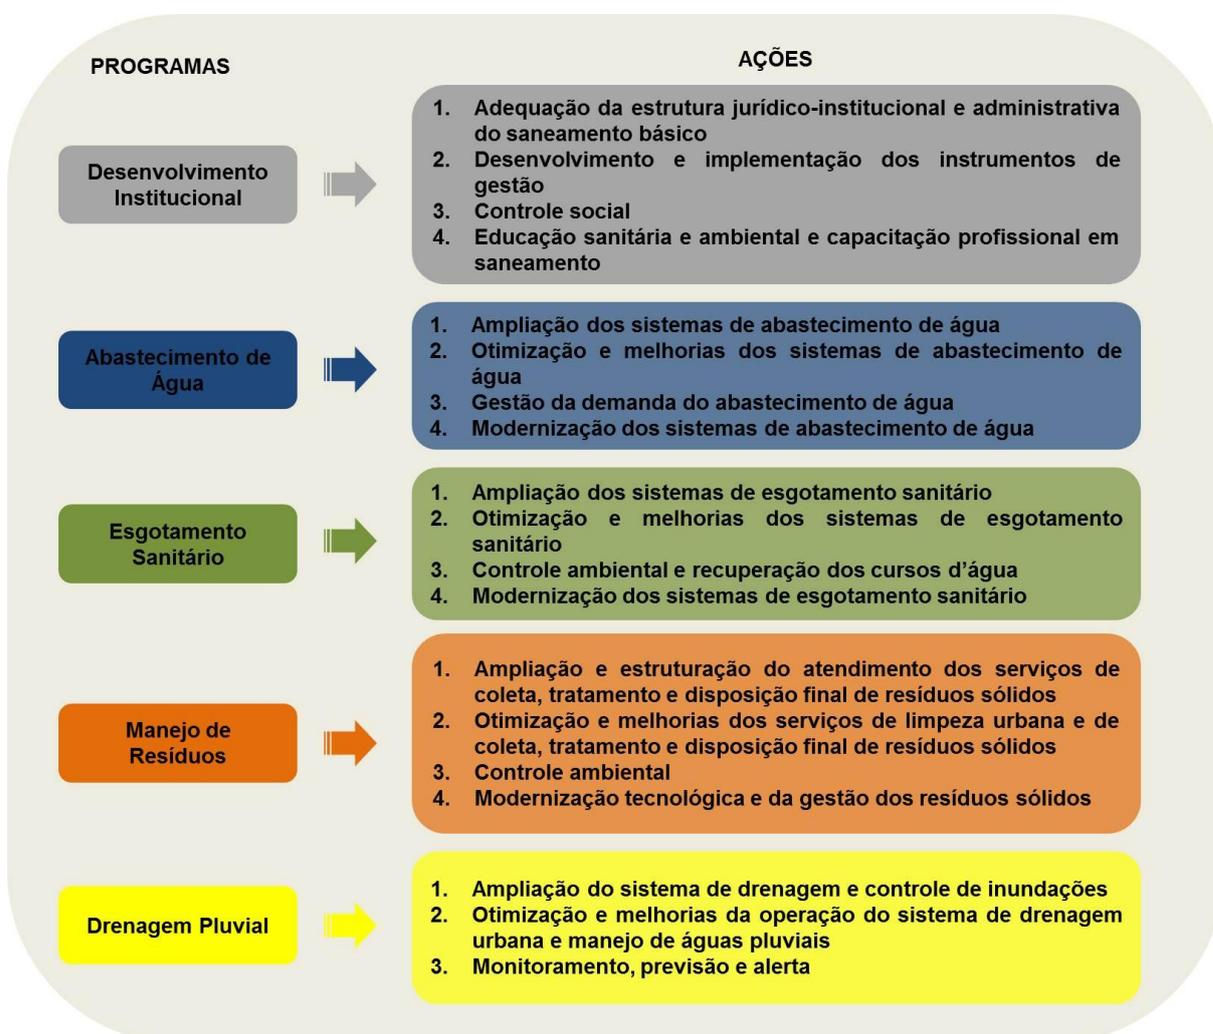 PROGRAMAS
AÇÕES
Desenvolvimento
Institucional
1. Adequação da estrutura jurídico-institucional e administrativa
do saneamento básico
2. Desenvolvimento e implementação dos instrumentos de
gestão
3. Controle social
4. Educação sanitária e ambiental e capacitação profissional em
saneamento
Abastecimento de
Água
1. Ampliação dos sistemas de abastecimento de água
2. Otimização e melhorias dos sistemas de abastecimento de
água
3. Gestão da demanda do abastecimento de água
4. Modernização dos sistemas de abastecimento de água
Esgotamento
Sanitário
1. Ampliação dos sistemas de esgotamento sanitário
2. Otimização e melhorias dos sistemas de esgotamento
sanitário
3. Controle ambiental e recuperação dos cursos d’água
4. Modernização dos sistemas de esgotamento sanitário
Manejo de
Resíduos
1. Ampliação e estruturação do atendimento dos serviços de
coleta, tratamento e disposição final de resíduos sólidos
2. Otimização e melhorias dos serviços de limpeza urbana e de
coleta, tratamento e disposição final de resíduos sólidos
3. Controle ambiental
4. Modernização tecnológica e da gestão dos resíduos sólidos
Drenagem Pluvial
1. Ampliação do sistema de drenagem e controle de inundações
2. Otimização e melhorias da operação do sistema de drenagem
urbana e manejo de águas pluviais
3. Monitoramento, previsão e alerta